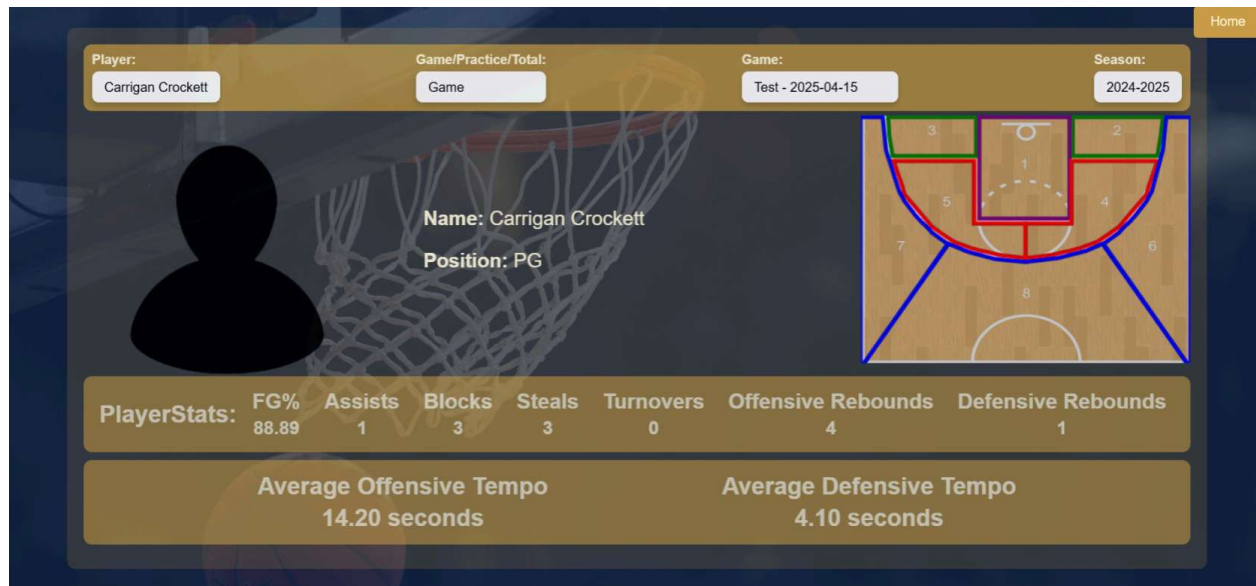 Home
Player: Game/Practice/Total: Game: Season:
Carrigan Crockett Game Test - 2025-04-15 2024-2025
3 2
1
5 4
7 6
8
Name: Carrigan Crockett
Position: PG
PlayerStats: FG% Assists Blocks Steals Turnovers Offensive Rebounds Defensive Rebounds
88.89 1 3 3 0 4 1
Average Offensive Tempo Average Defensive Tempo
14.20 seconds 4.10 seconds